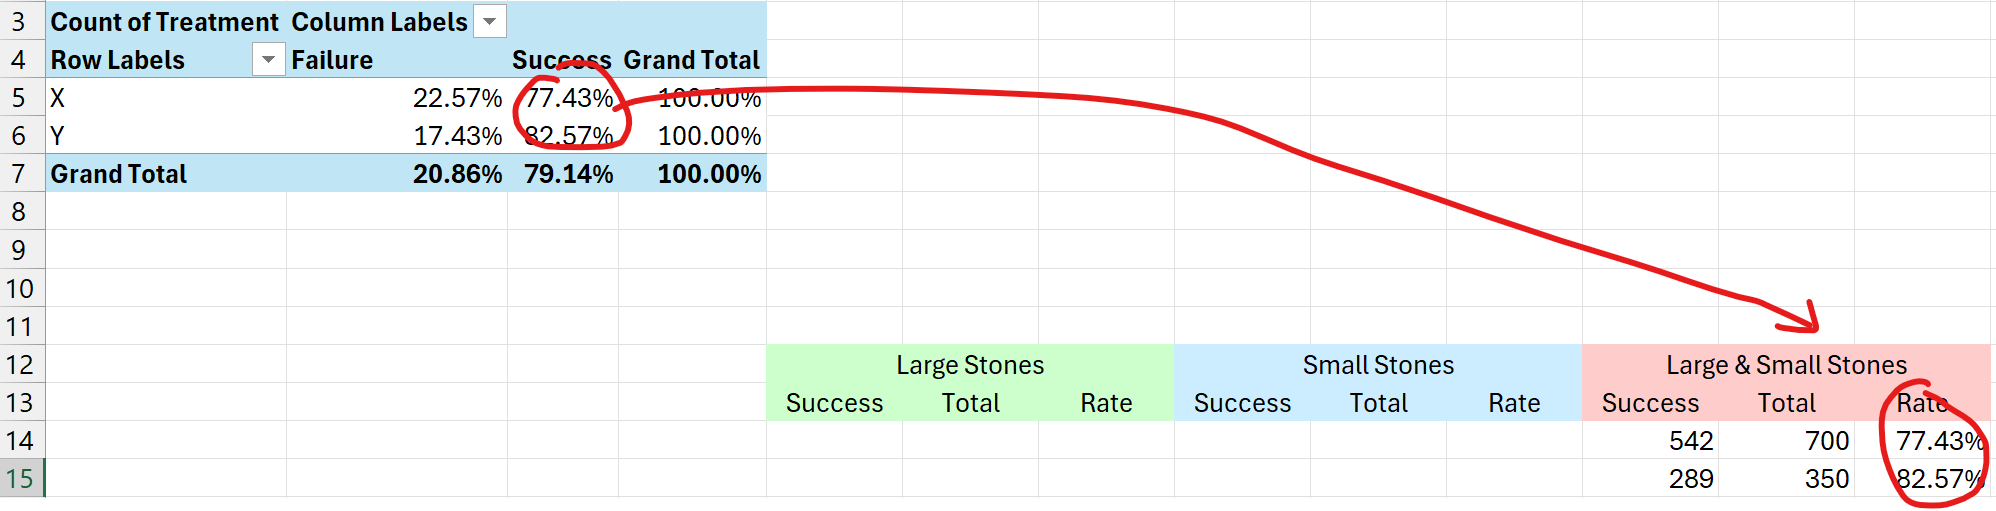 3 Count of Treatment Column Labels
4 Row Labels Failure Success Grand Total
5 X 22.57% 77.43% 100.00%
6 Y 17.43% 82.57% 100.00%
7 Grand Total 20.86% 79.14% 100.00%
8
9
10
11
12 Large Stones Small Stones Large & Small Stones
13 Success Total Rate Success Total Rate Success Total Rate
14 542 700 77.43%
15 289 350 82.57%